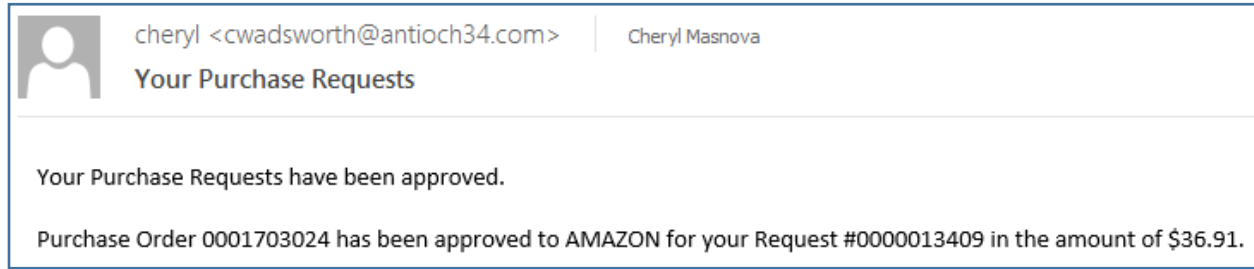 cheryl <cwadsworth@antioch34.com> Cheryl Masnova
Your Purchase Requests
Your Purchase Requests have been approved.
Purchase Order 0001703024 has been approved to AMAZON for your Request #0000013409 in the amount of $36.91.